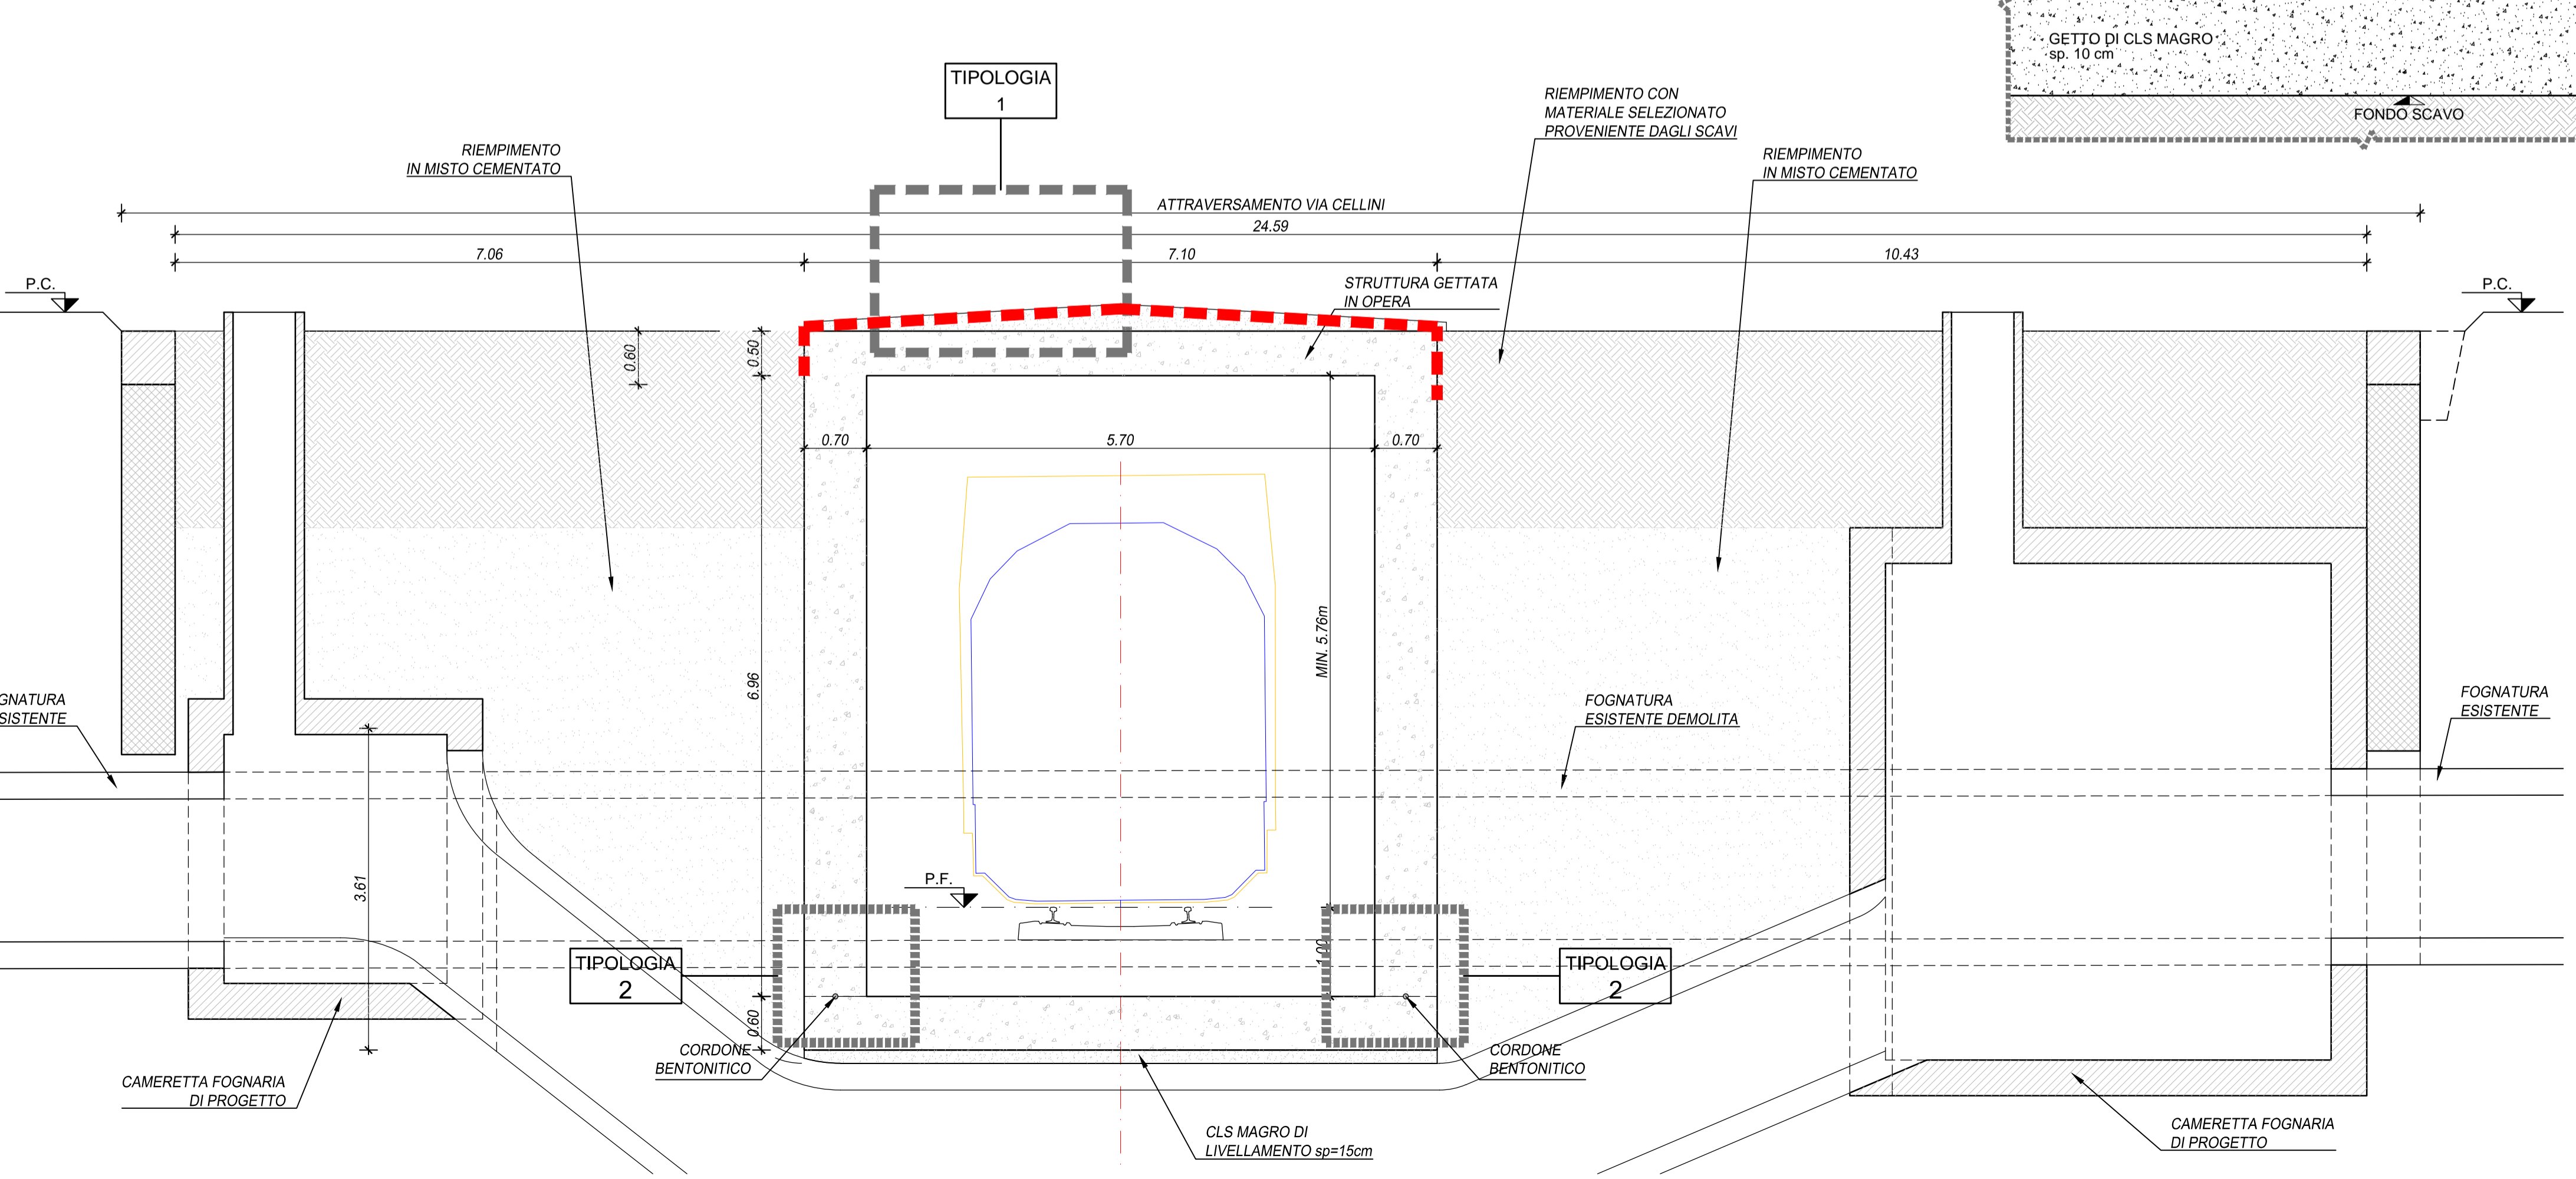 GETTO DI CLS MAGRO
sp. 10 cm
FONDO SCAVO
TIPOLOGIA
1
RIEMPIMENTO CON
MATERIALE SELEZIONATO
PROVENIENTE DAGLI SCAVI
RIEMPIMENTO
IN MISTO CEMENTATO
RIEMPIMENTO
IN MISTO CEMENTATO
ATTRAVERSAMENTO VIA CELLINI
24.59
7.06
7.10
10.43
P.C.
STRUTTURA GETTATA
IN OPERA
P.C.
0.60
0.50
0.70
5.70
0.70
MIN. 5.76m
6.96
GNATURA
SISTENTE
FOGNATURA
ESISTENTE DEMOLITA
FOGNATURA
ESISTENTE
3.61
P.F.
1.00
TIPOLOGIA
2
TIPOLOGIA
2
0.60
CORDONE
BENTONITICO
CORDONE
BENTONITICO
CAMERETTA FOGNARIA
DI PROGETTO
CLS MAGRO DI
LIVELLAMENTO sp=15cm
CAMERETTA FOGNARIA
DI PROGETTO